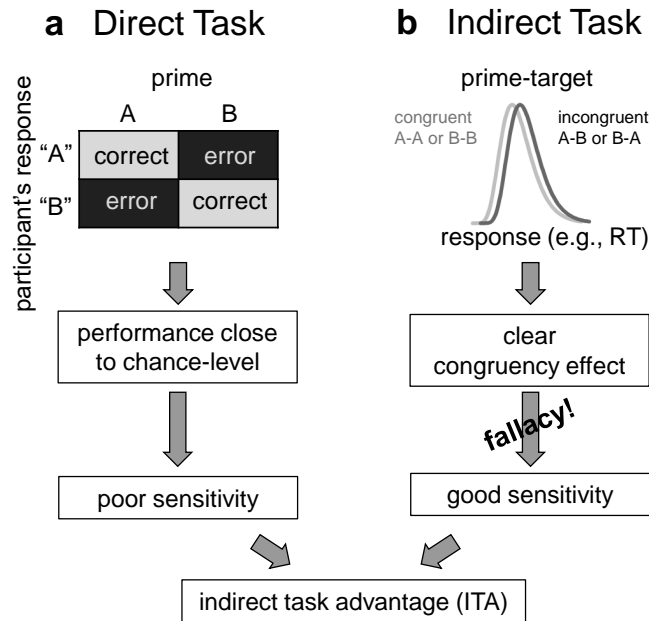 a Direct Task
prime
A B
participant's response
"A" correct error
"B" error correct
performance close
to chance-level
poor sensitivity
b Indirect Task
prime-target
congruent
A-A or B-B
incongruent
A-B or B-A
response (e.g., RT)
clear
congruency effect
fallacy!
good sensitivity
indirect task advantage (ITA)